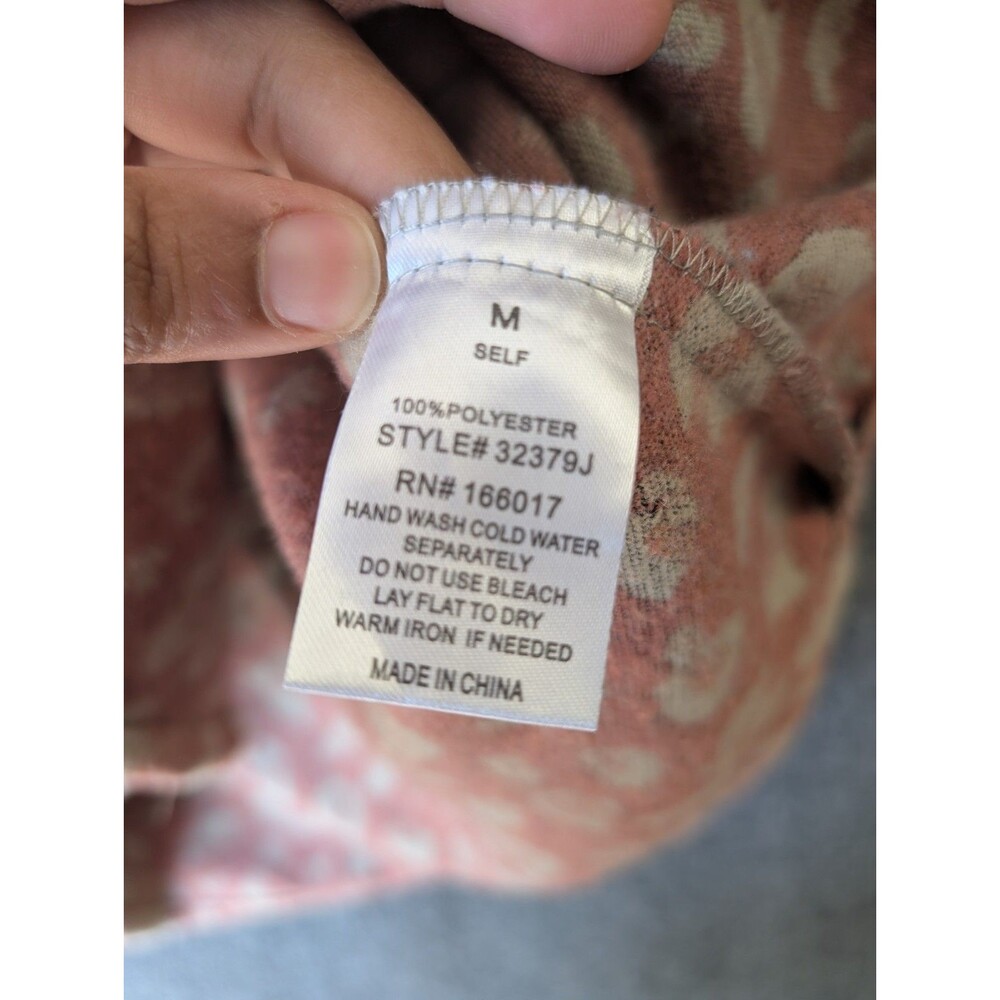 M
SELF
100%POLYESTER
STYLE# 32379J
RN# 166017
HAND WASH COLD WATER
SEPARATELY
DO NOT USE BLEACH
LAY FLAT TO DRY
WARM IRON IF NEEDED
MADE IN CHINA